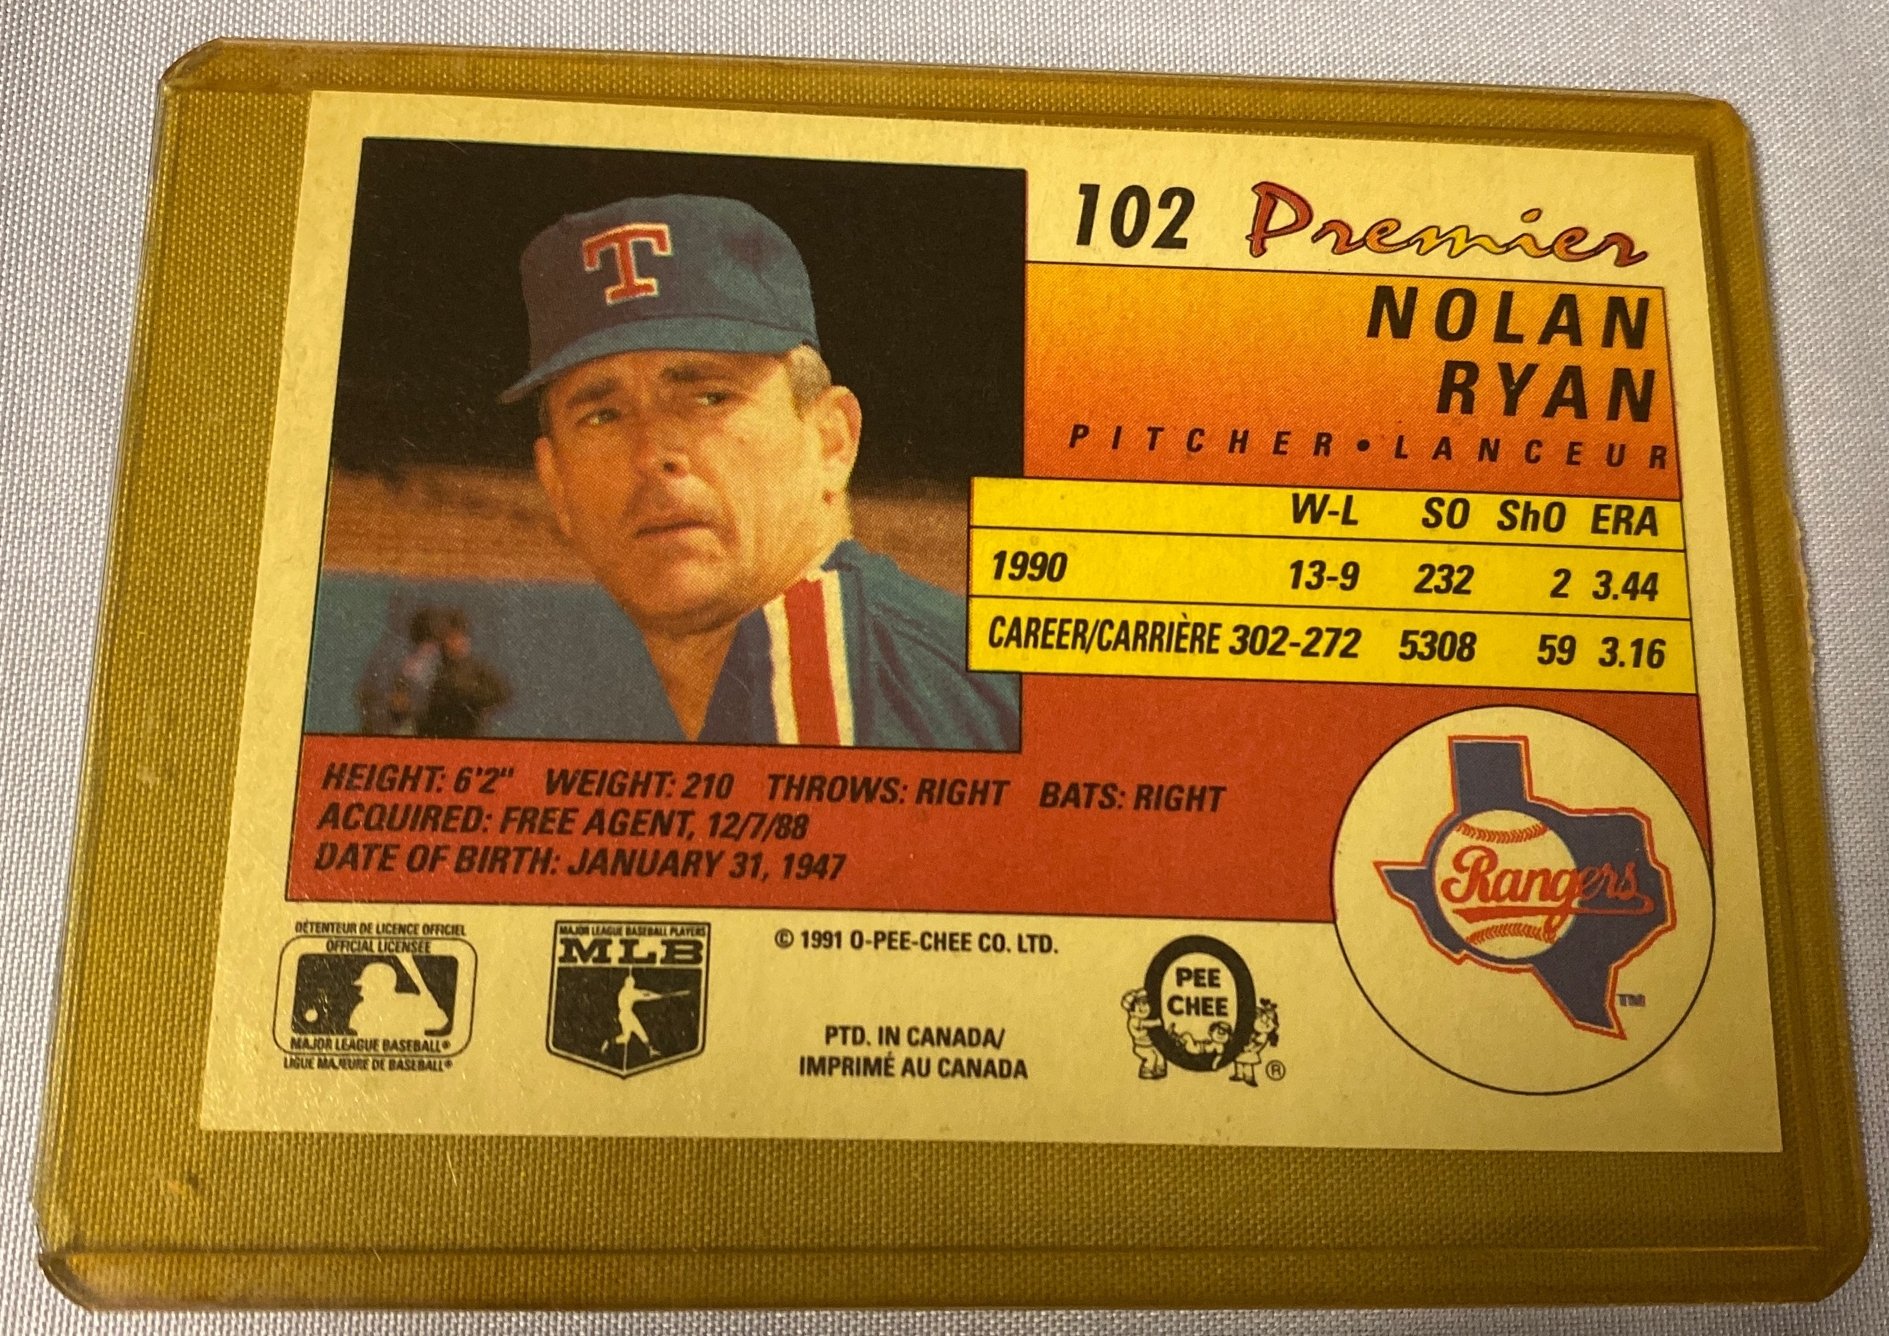 T
102 Premier
NOLAN
RYAN
PITCHER • LANCEUR
W-L SO ShO ERA
1990 13-9 232 2 3.44
CAREER/CARRIÈRE 302-272 5308 59 3.16
HEIGHT: 6'2" WEIGHT: 210 THROWS: RIGHT BATS: RIGHT
ACQUIRED: FREE AGENT, 12/7/88
DATE OF BIRTH: JANUARY 31, 1947
Rangers
TM
DÉTENTEUR DE LICENCE OFFICIEL
OFFICIAL LICENSEE
MAJOR LEAGUE BASEBALL®
LIGUE MAJEURE DE BASEBALL®
MAJOR LEAGUE BASEBALL PLAYERS
MLB
© 1991 O-PEE-CHEE CO. LTD.
PTD. IN CANADA/
IMPRIMÉ AU CANADA
O
PEE
CHEE
®